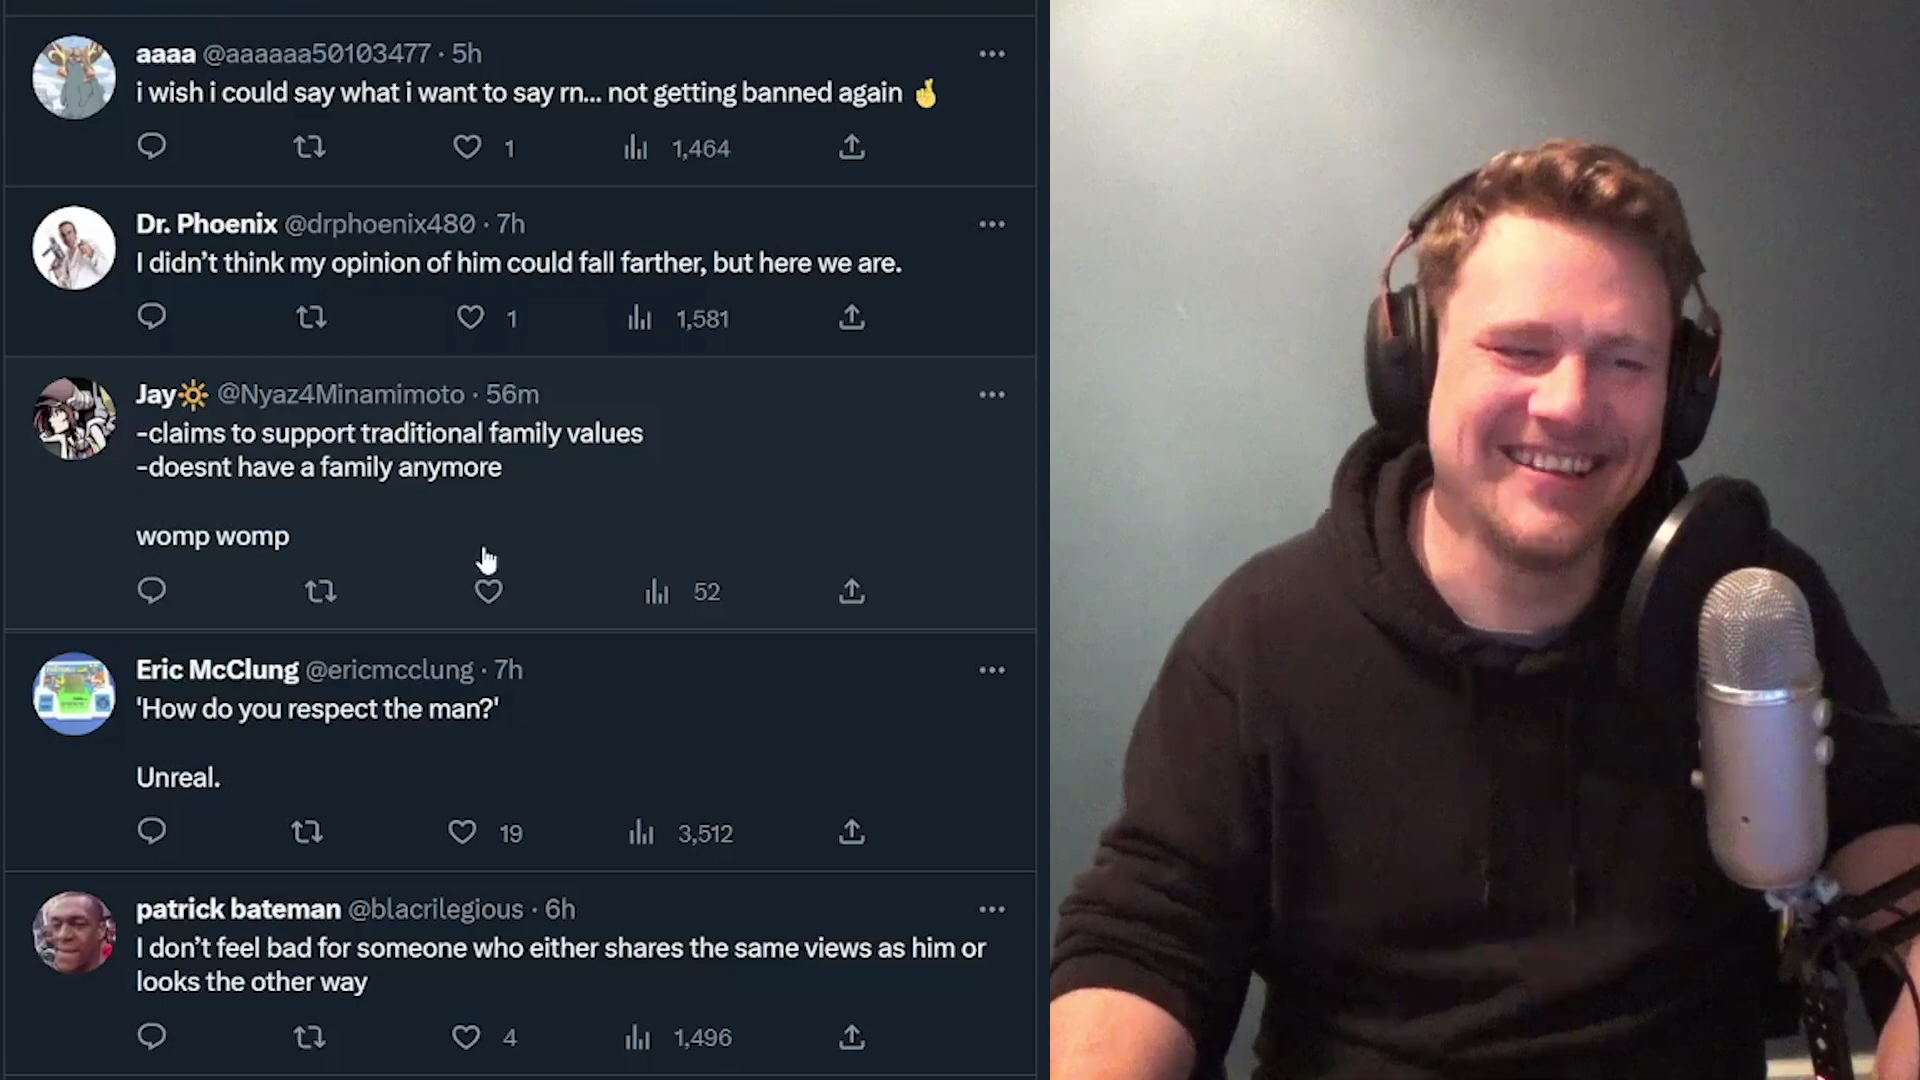 aaaa @aaaaaa50103477 · 5h
i wish i could say what i want to say rn... not getting banned again 🤞
1 1,464
Dr. Phoenix @drphoenix480 · 7h
I didn’t think my opinion of him could fall farther, but here we are.
1 1,581
Jay🔆 @Nyaz4Minamimoto · 56m
-claims to support traditional family values
-doesnt have a family anymore
womp womp
52
Eric McClung @ericmcclung · 7h
'How do you respect the man?'
Unreal.
19 3,512
patrick bateman @blacrilegious · 6h
I don’t feel bad for someone who either shares the same views as him or
looks the other way
4 1,496